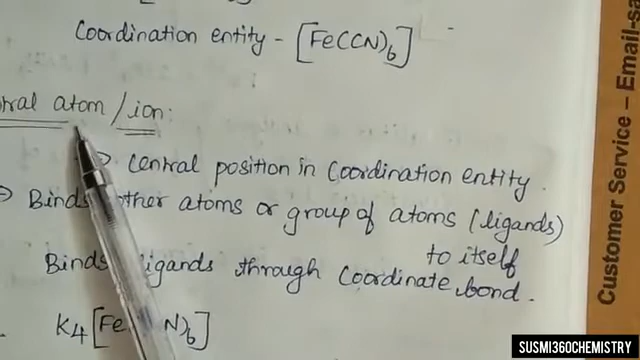 Coordination entity - [Fe(CN)6]
atom / ion:
Central position in Coordination entity.
=> Binds other atoms or group of atoms (ligands)
to itself
Binds ligands through Coordinate bond.
K4[Fe N)6]
Customer Service – Email-
SUSMI360CHEMISTRY